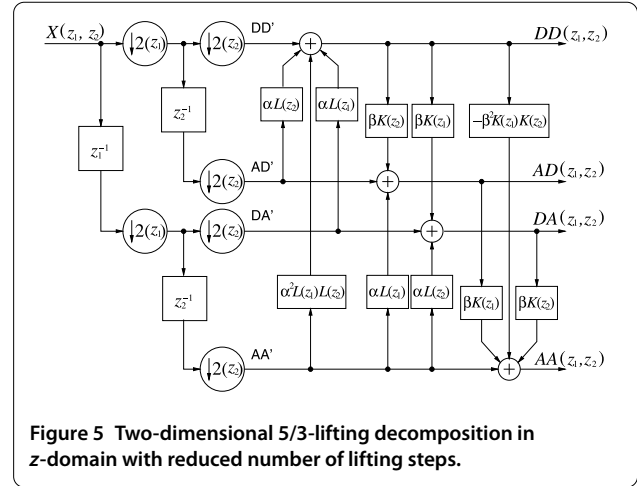 X(z₁, z₂) ↓2(z₁) ↓2(z₂) DD' + DD(z₁,z₂)
αL(z₂) αL(z₁) βK(z₂) βK(z₁) -β²K(z₁)K(z₂)
z₂⁻¹
z₁⁻¹
↓2(z₂) AD' + AD(z₁,z₂)
↓2(z₁) ↓2(z₂) DA' + DA(z₁,z₂)
z₂⁻¹ α²L(z₁)L(z₂) αL(z₁) αL(z₂) βK(z₁) βK(z₂)
↓2(z₂) AA' + AA(z₁,z₂)
Figure 5 Two-dimensional 5/3-lifting decomposition in
z-domain with reduced number of lifting steps.